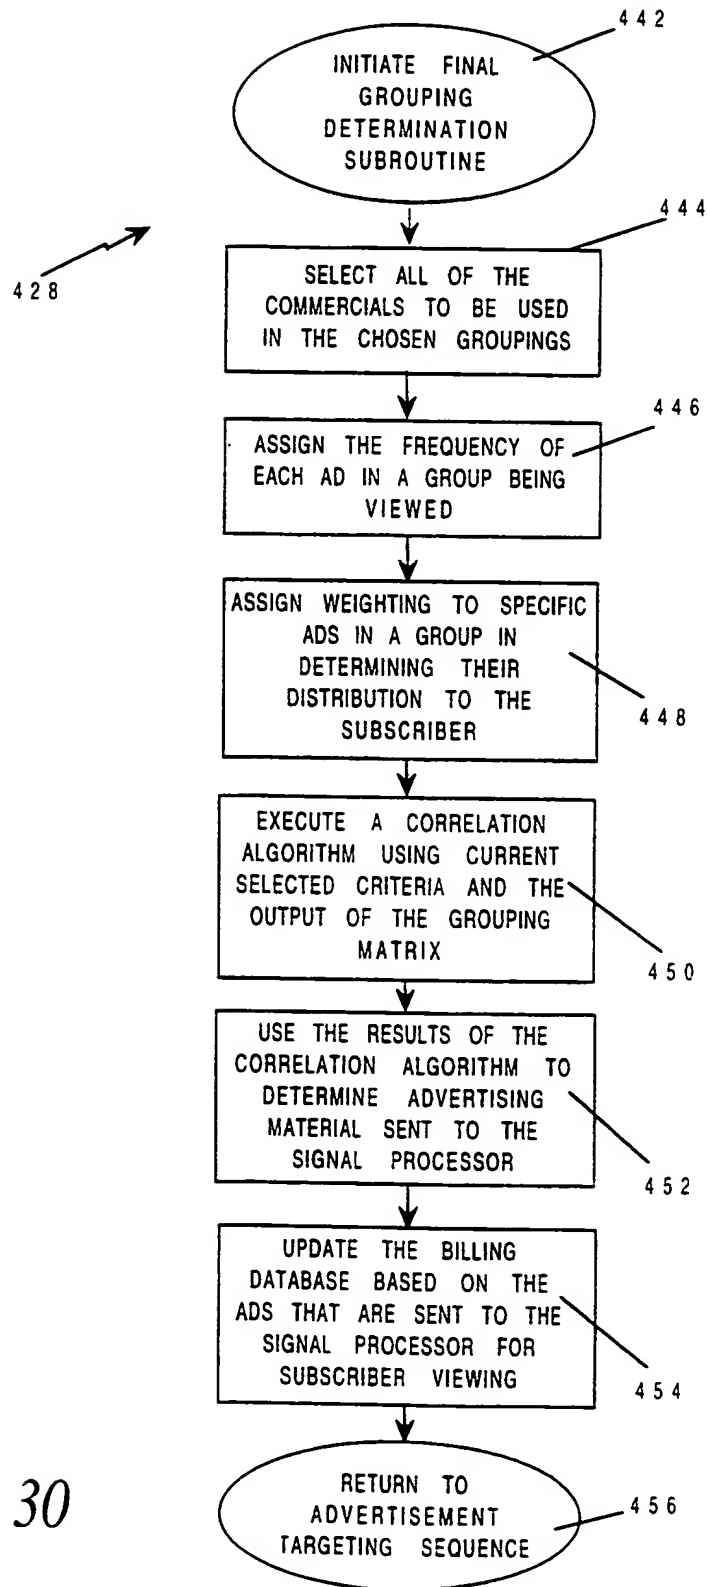 442
INITIATE FINAL
GROUPING
DETERMINATION
SUBROUTINE
444
428
SELECT ALL OF THE
COMMERCIALS TO BE USED
IN THE CHOSEN GROUPINGS
446
ASSIGN THE FREQUENCY OF
EACH AD IN A GROUP BEING
VIEWED
ASSIGN WEIGHTING TO SPECIFIC
ADS IN A GROUP IN
DETERMINING THEIR
DISTRIBUTION TO THE
SUBSCRIBER
448
EXECUTE A CORRELATION
ALGORITHM USING CURRENT
SELECTED CRITERIA AND THE
OUTPUT OF THE GROUPING
MATRIX
450
USE THE RESULTS OF THE
CORRELATION ALGORITHM TO
DETERMINE ADVERTISING
MATERIAL SENT TO THE
SIGNAL PROCESSOR
452
UPDATE THE BILLING
DATABASE BASED ON THE
ADS THAT ARE SENT TO THE
SIGNAL PROCESSOR FOR
SUBSCRIBER VIEWING
454
30
RETURN TO
ADVERTISEMENT
TARGETING SEQUENCE
456